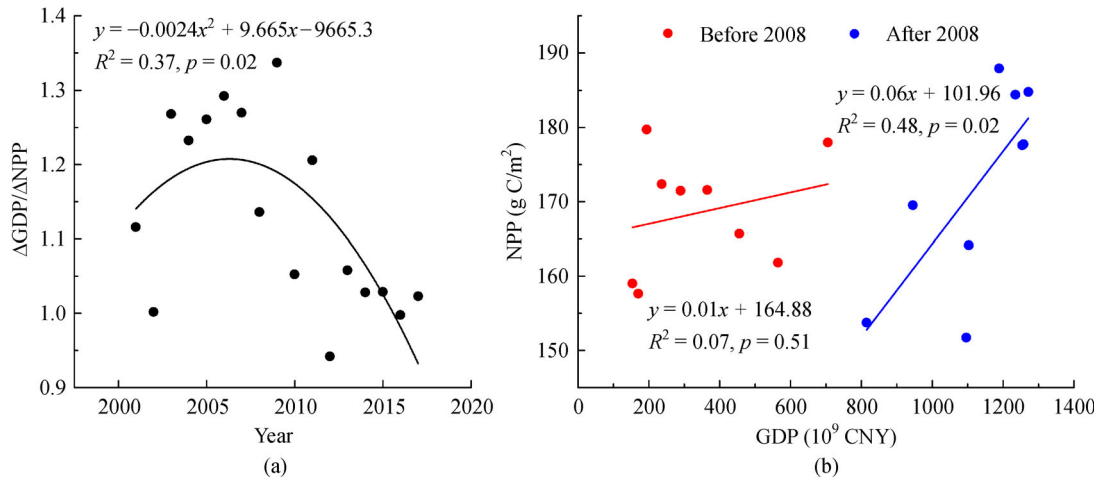 y = −0.0024x² + 9.665x−9665.3
R² = 0.37, p = 0.02
ΔGDP/ΔNPP
1.4
1.3
1.2
1.1
1.0
0.9
2000 2005 2010 2015 2020
Year
(a)
Before 2008 After 2008
y = 0.06x + 101.96
R² = 0.48, p = 0.02
y = 0.01x + 164.88
R² = 0.07, p = 0.51
NPP (g C/m²)
190
180
170
160
150
0 200 400 600 800 1000 1200 1400
GDP (10⁹ CNY)
(b)